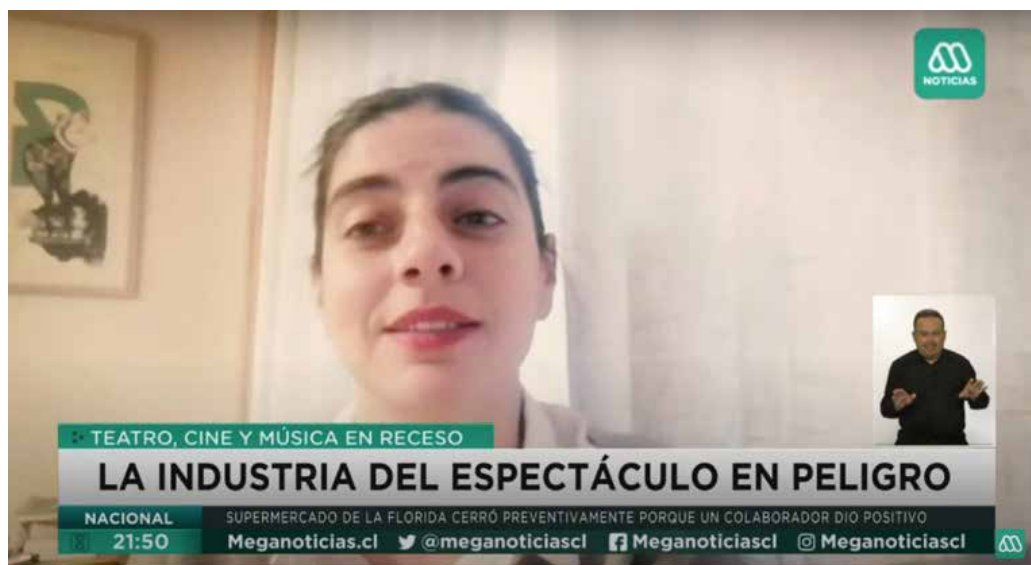 NOTICIAS
TEATRO, CINE Y MÚSICA EN RECESO
LA INDUSTRIA DEL ESPECTÁCULO EN PELIGRO
NACIONAL SUPERMERCADO DE LA FLORIDA CERRÓ PREVENTIVAMENTE PORQUE UN COLABORADOR DIO POSITIVO
21:50 Meganoticias.cl @meganoticiascl Meganoticiascl Meganoticiascl